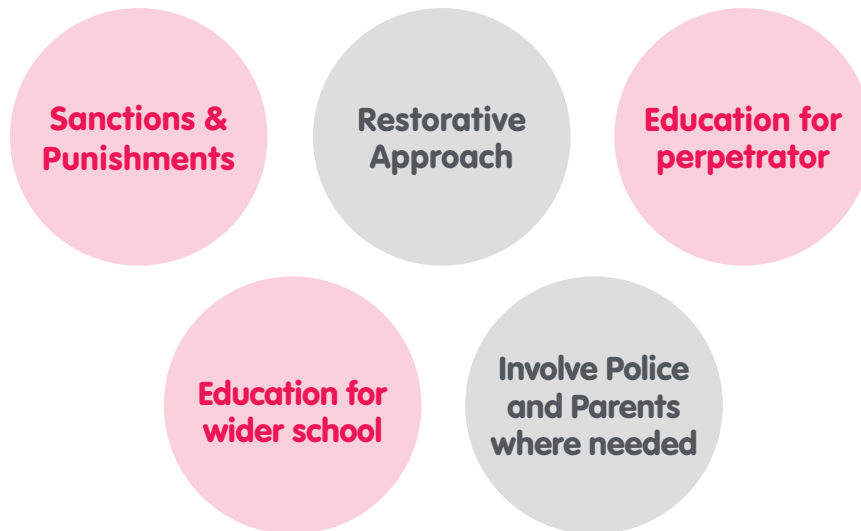 Sanctions &
Punishments
Restorative
Approach
Education for
perpetrator
Education for
wider school
Involve Police
and Parents
where needed